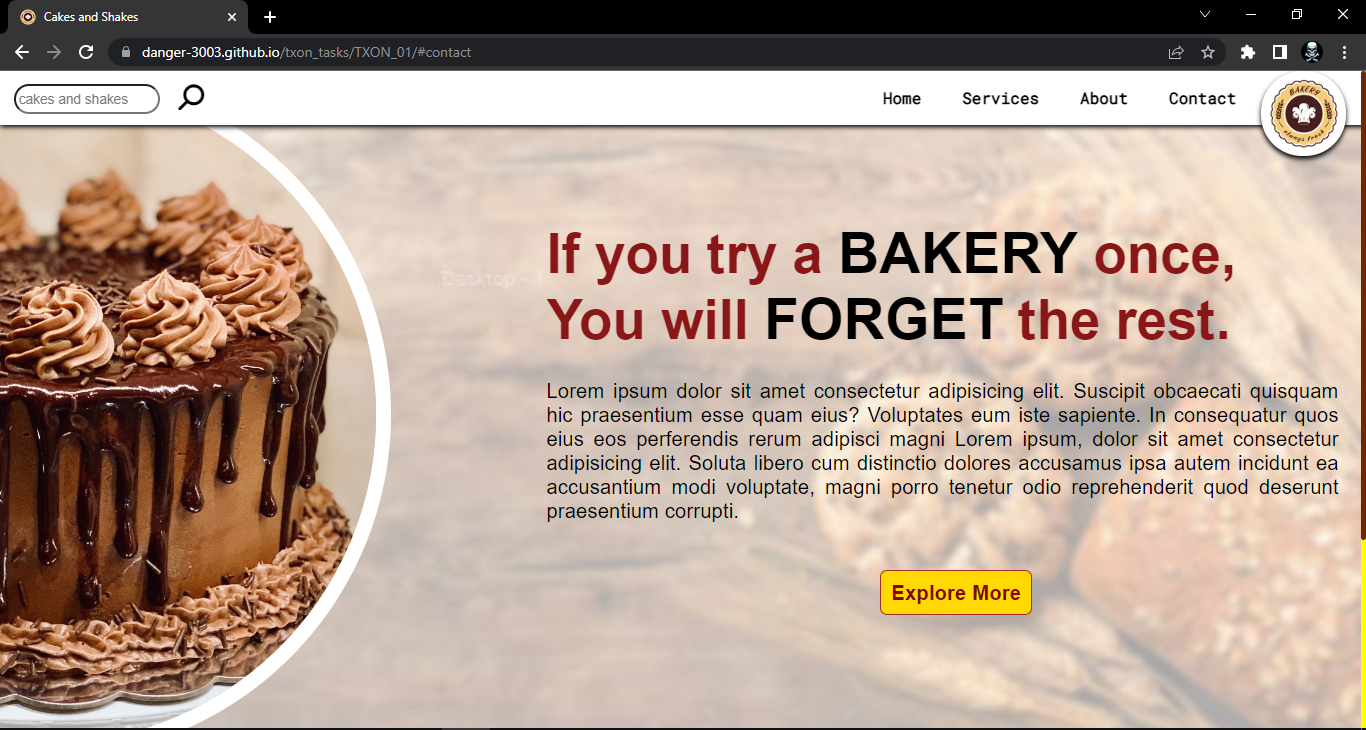 Cakes and Shakes
danger-3003.github.io/txon_tasks/TXON_01/#contact
cakes and shakes
Home Services About Contact
BAKERY
always fresh
If you try a BAKERY once,
You will FORGET the rest.
Desktop - 1
Lorem ipsum dolor sit amet consectetur adipisicing elit. Suscipit obcaecati quisquam
hic praesentium esse quam eius? Voluptates eum iste sapiente. In consequatur quos
eius eos perferendis rerum adipisci magni Lorem ipsum, dolor sit amet consectetur
adipisicing elit. Soluta libero cum distinctio dolores accusamus ipsa autem incidunt ea
accusantium modi voluptate, magni porro tenetur odio reprehenderit quod deserunt
praesentium corrupti.
Explore More